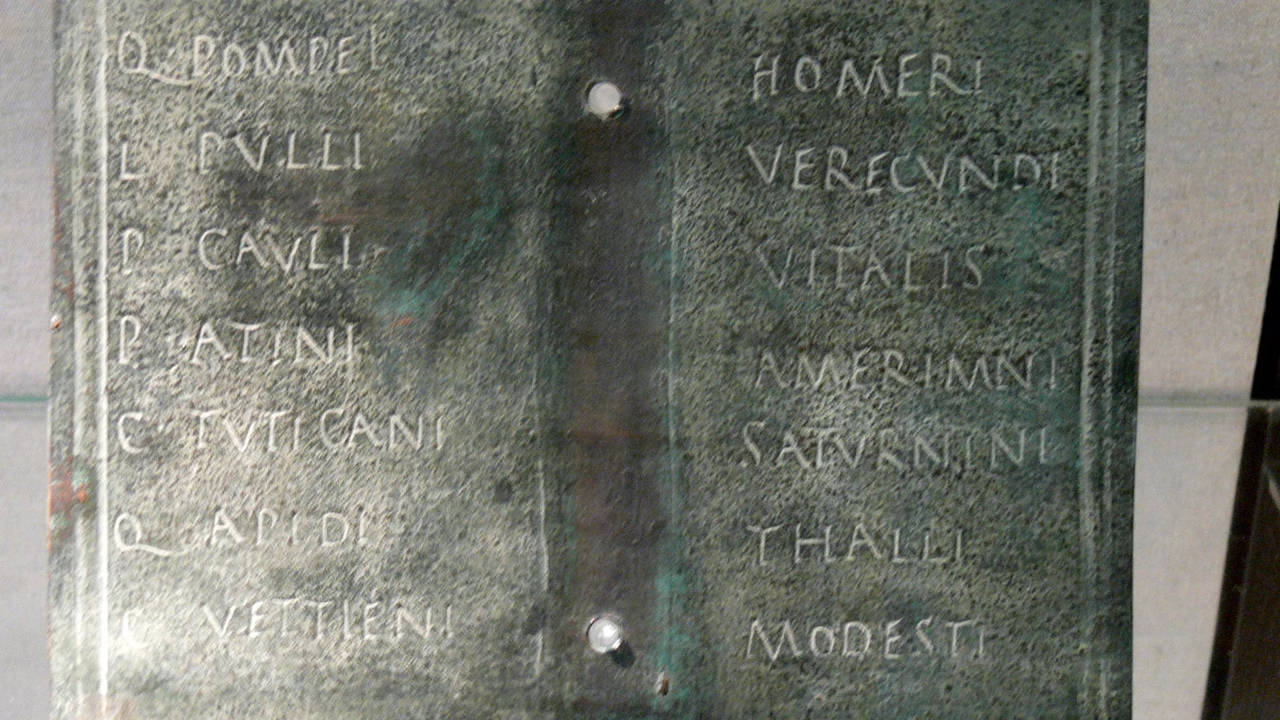 Q POMPEI HOMERI
L PVLLI VERECVNDI
P CAVLI VITALIS
P ATINI AMERIMNI
C TVTICANI SATVRNINI
Q APIDI THALLI
C VETTIENI MODESTI